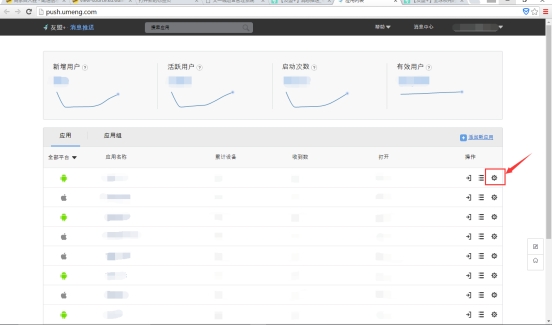 push.umeng.com
友盟+ 消息推送
搜索应用
帮助
消息中心
新增用户
活跃用户
启动次数
有效用户
应用
应用组
添加新应用
全部平台
应用名称
累计设备
收到数
打开
操作